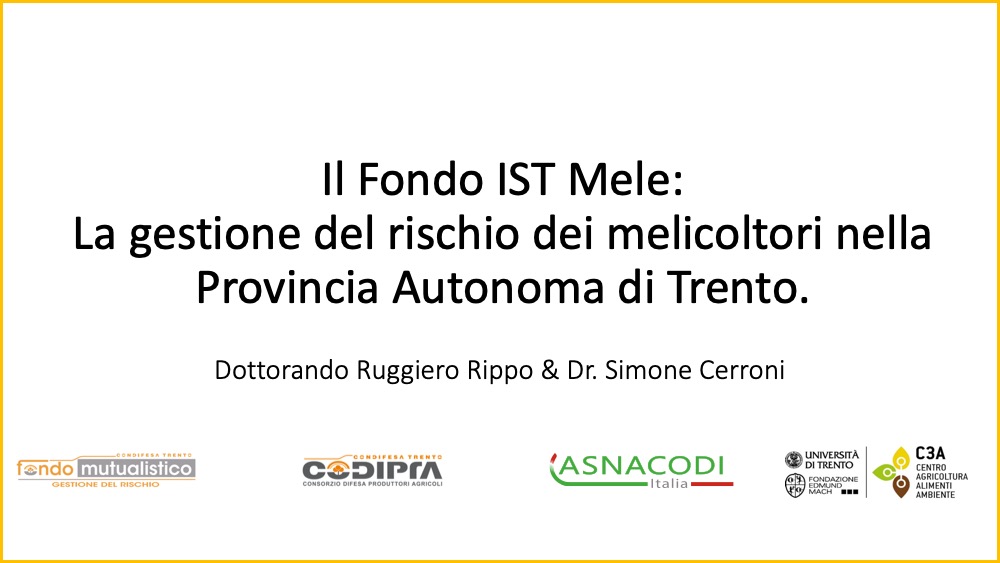 Il Fondo IST Mele:
La gestione del rischio dei melicoltori nella
Provincia Autonoma di Trento.
Dottorando Ruggiero Rippo & Dr. Simone Cerroni
CONDIFESA TRENTO
fondo mutualistico
GESTIONE DEL RISCHIO
CONDIFESA TRENTO
CODIPRA
CONSORZIO DIFESA PRODUTTORI AGRICOLI
ASNACODI
Italia
UNIVERSITÀ
DI TRENTO
FONDAZIONE
EDMUND
MACH
C3A
CENTRO
AGRICOLTURA
ALIMENTI
AMBIENTE